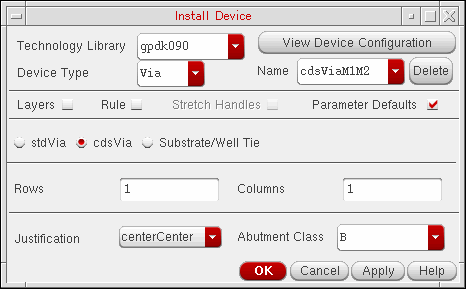 Install Device
Technology Library gpdk090 View Device Configuration
Device Type Via Name cdsViaM1M2 Delete
Layers Rule Stretch Handles Parameter Defaults
stdVia cdsVia Substrate/Well Tie
Rows 1 Columns 1
Justification centerCenter Abutment Class B
OK Cancel Apply Help